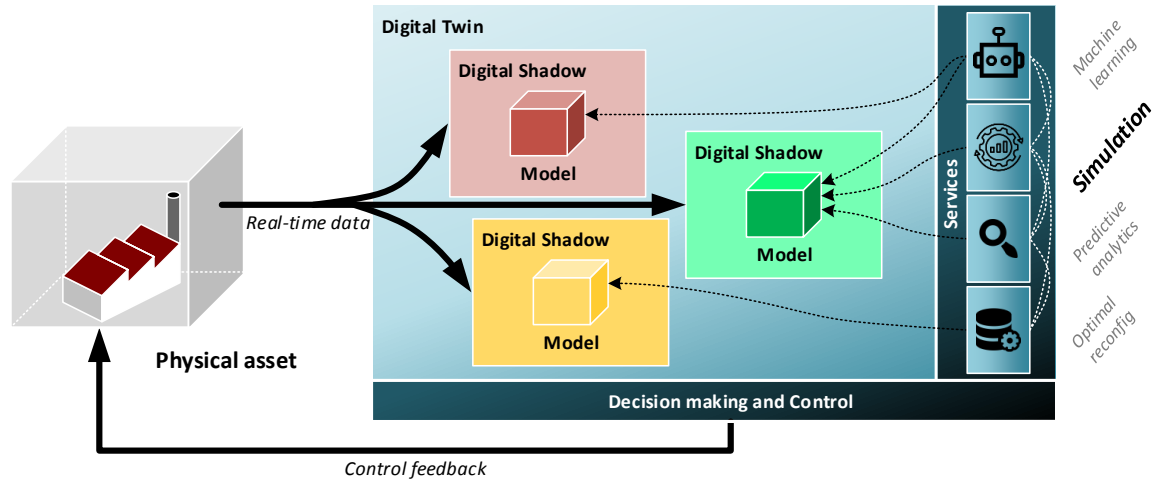 Digital Twin
Digital Shadow
Model
Digital Shadow
Model
Digital Shadow
Model
Real-time data
Physical asset
Services
Machine
learning
Simulation
Predictive
analytics
Optimal
reconfig
Decision making and Control
Control feedback